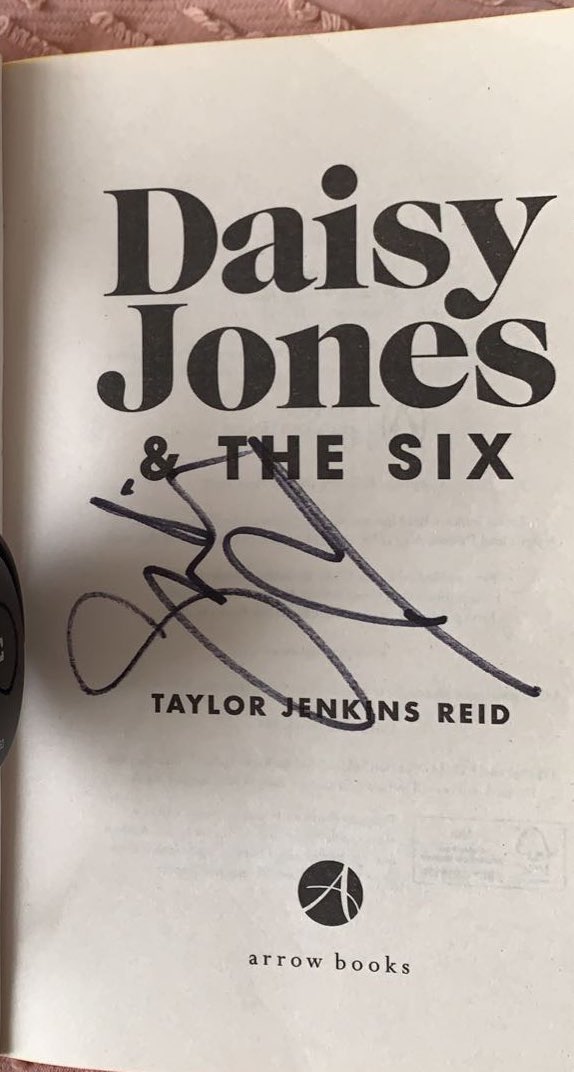 Daisy
Jones
& THE SIX
TAYLOR JENKINS REID
arrow books